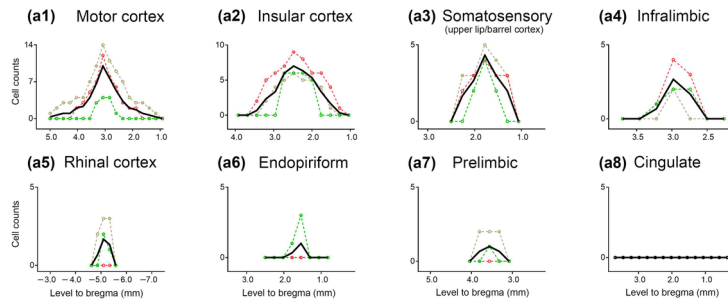 (a1) Motor cortex
(a2) Insular cortex
(a3) Somatosensory
(upper lip/barrel cortex)
(a4) Infralimbic
Cell counts
14
7
0
5.0 4.0 3.0 2.0 1.0
10
5
0
4.0 3.0 2.0 1.0
5
0
3.0 2.0 1.0
5
0
3.5 3.0 2.5
(a5) Rhinal cortex
(a6) Endopiriform
(a7) Prelimbic
(a8) Cingulate
Cell counts
5
0
−3.0 −4.0 −5.0 −6.0 −7.0
Level to bregma (mm)
5
0
3.0 2.0 1.0
Level to bregma (mm)
5
0
5.0 4.0 3.0
Level to bregma (mm)
5
0
3.0 2.0 1.0
Level to bregma (mm)